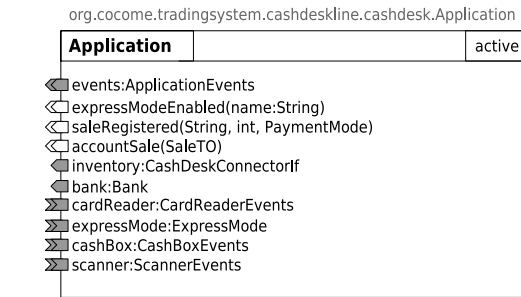 org.cocome.tradingsystem.cashdeskline.cashdesk.Application
Application
active
events:ApplicationEvents
expressModeEnabled(name:String)
saleRegistered(String, int, PaymentMode)
accountSale(SaleTO)
inventory:CashDeskConnectorIf
bank:Bank
cardReader:CardReaderEvents
expressMode:ExpressMode
cashBox:CashBoxEvents
scanner:ScannerEvents